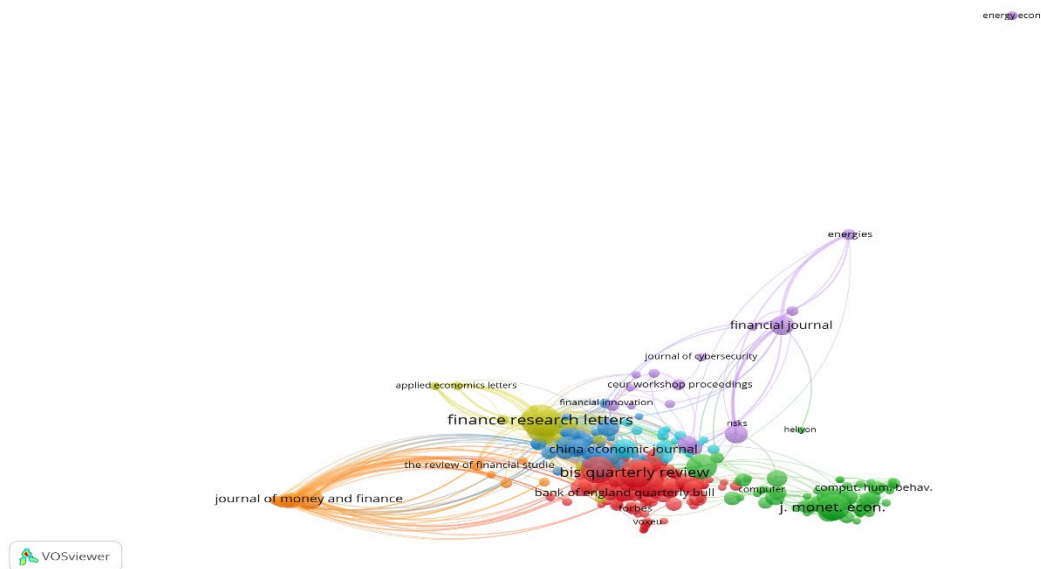 energy econ
energies
financial journal
journal of cybersecurity
applied economics letters
ceur workshop proceedings
financial innovation
finance research letters
risks
heliyon
china economic journal
the review of financial studie
bis quarterly review
bank of england quarterly bull
computer
comput. hum. behav.
journal of money and finance
forbes
j. monet. econ.
voxeu
VOSviewer